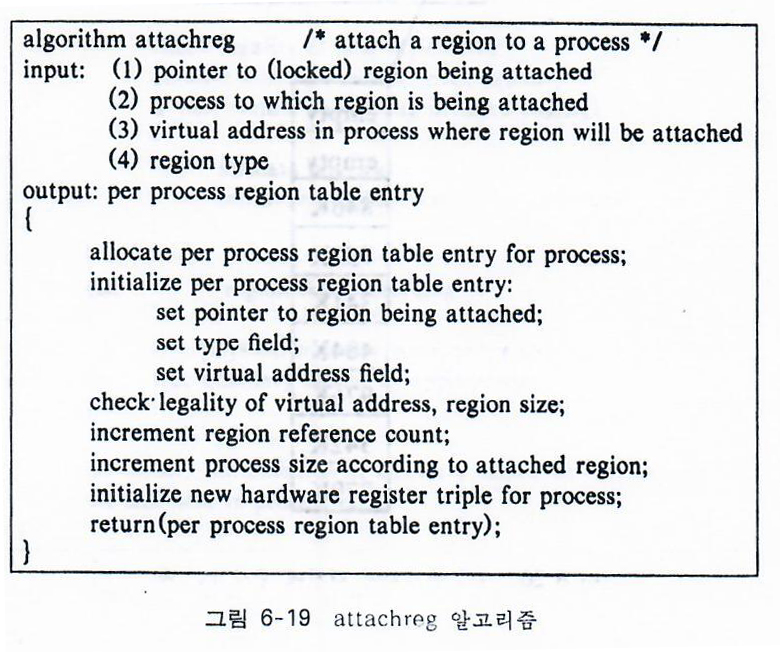 algorithm attachreg /* attach a region to a process */
input: (1) pointer to (locked) region being attached
(2) process to which region is being attached
(3) virtual address in process where region will be attached
(4) region type
output: per process region table entry
{
allocate per process region table entry for process;
initialize per process region table entry:
set pointer to region being attached;
set type field;
set virtual address field;
check legality of virtual address, region size;
increment region reference count;
increment process size according to attached region;
initialize new hardware register triple for process;
return(per process region table entry);
}
그림 6-19 attachreg 알고리즘